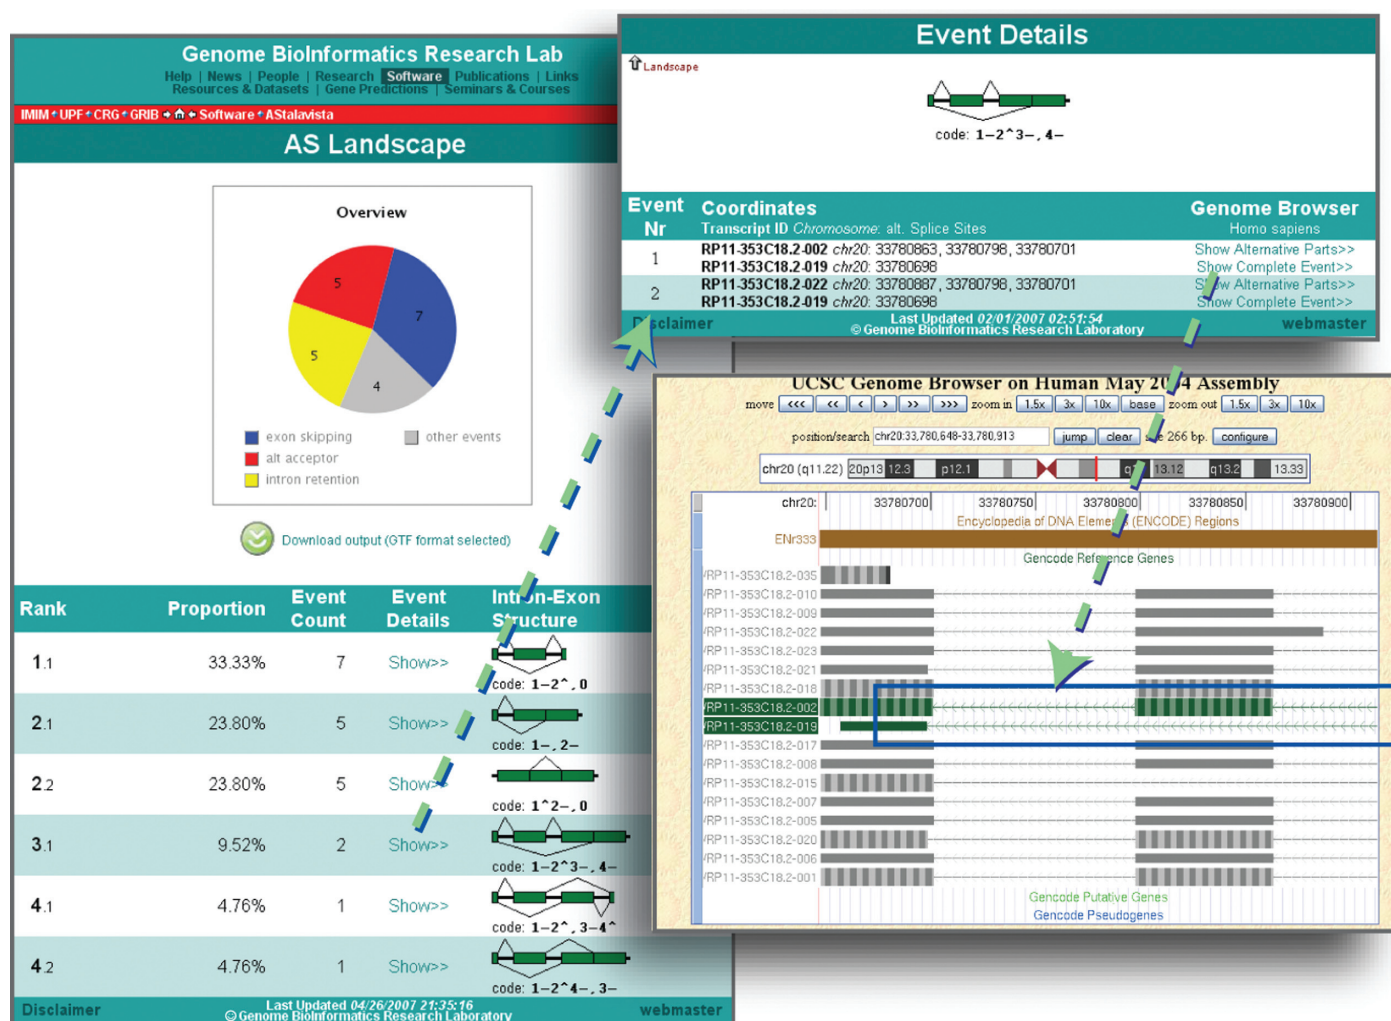 Genome BioInformatics Research Lab
Help | News | People | Research Software Publications | Links
Resources & Datasets | Gene Predictions | Seminars & Courses
IMIM UPF CRG GRIB Software AStalavista
AS Landscape
Overview
5
7
5
4
exon skipping
other events
alt acceptor
intron retention
Download output (GTF format selected)
Rank Proportion Event Count Event Details Intron-Exon Structure
1.1 33.33% 7 Show>>
code: 1-2^, 0
2.1 23.80% 5 Show>>
code: 1-, 2-
2.2 23.80% 5 Show>>
code: 1^2-, 0
3.1 9.52% 2 Show>>
code: 1-2^3-, 4-
4.1 4.76% 1 Show>>
code: 1-2^, 3-4^
4.2 4.76% 1 Show>>
code: 1-2^4-, 3-
Disclaimer
Last Updated 04/26/2007 21:35:16
© Genome BioInformatics Research Laboratory
webmaster
Event Details
Landscape
code: 1-2^3-, 4-
Event Nr
Coordinates
Transcript ID Chromosome: alt. Splice Sites
Genome Browser
Homo sapiens
1
RP11-353C18.2-002 chr20: 33780863, 33780798, 33780701 Show Alternative Parts>>
RP11-353C18.2-019 chr20: 33780698 Show Complete Event>>
2
RP11-353C18.2-022 chr20: 33780887, 33780798, 33780701 Show Alternative Parts>>
RP11-353C18.2-019 chr20: 33780698 Show Complete Event>>
Disclaimer
Last Updated 02/01/2007 02:51:54
© Genome BioInformatics Research Laboratory
webmaster
UCSC Genome Browser on Human May 2004 Assembly
move <<< << < > >> >>> zoom in 1.5x 3x 10x base zoom out 1.5x 3x 10x
position/search chr20:33,780,648-33,780,913 jump clear 266 bp. configure
chr20 (q11.22) 20p13 12.3 p12.1 13.12 q13.2 13.33
chr20: 33780700 33780750 33780800 33780850 33780900
Encyclopedia of DNA Elements (ENCODE) Regions
ENr333
Gencode Reference Genes
/RP11-353C18.2-035
/RP11-353C18.2-010
/RP11-353C18.2-009
/RP11-353C18.2-022
/RP11-353C18.2-023
/RP11-353C18.2-021
/RP11-353C18.2-018
/RP11-353C18.2-002
/RP11-353C18.2-019
/RP11-353C18.2-017
/RP11-353C18.2-008
/RP11-353C18.2-015
/RP11-353C18.2-007
/RP11-353C18.2-005
/RP11-353C18.2-020
/RP11-353C18.2-006
/RP11-353C18.2-001
Gencode Putative Genes
Gencode Pseudogenes